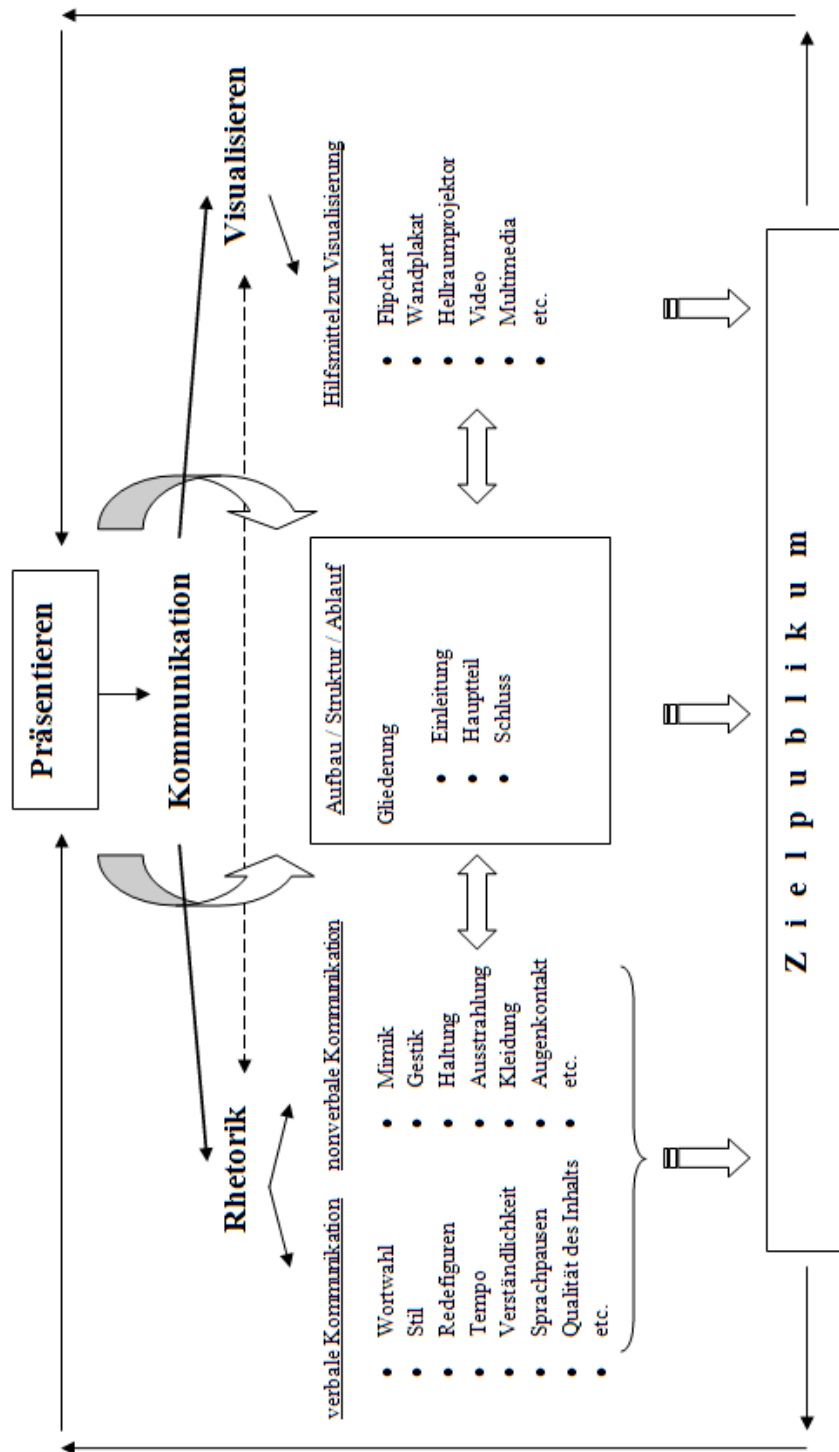 Präsentieren
Kommunikation
Rhetorik
Visualisieren
verbale Kommunikation
• Wortwahl
• Stil
• Redefiguren
• Tempo
• Verständlichkeit
• Sprachpausen
• Qualität des Inhalts
• etc.
nonverbale Kommunikation
• Mimik
• Gestik
• Haltung
• Ausstrahlung
• Kleidung
• Augenkontakt
• etc.
Aufbau / Struktur / Ablauf
Gliederung
• Einleitung
• Hauptteil
• Schluss
Hilfsmittel zur Visualisierung
• Flipchart
• Wandplakat
• Hellraumprojektor
• Video
• Multimedia
• etc.
Z i e l p u b l i k u m